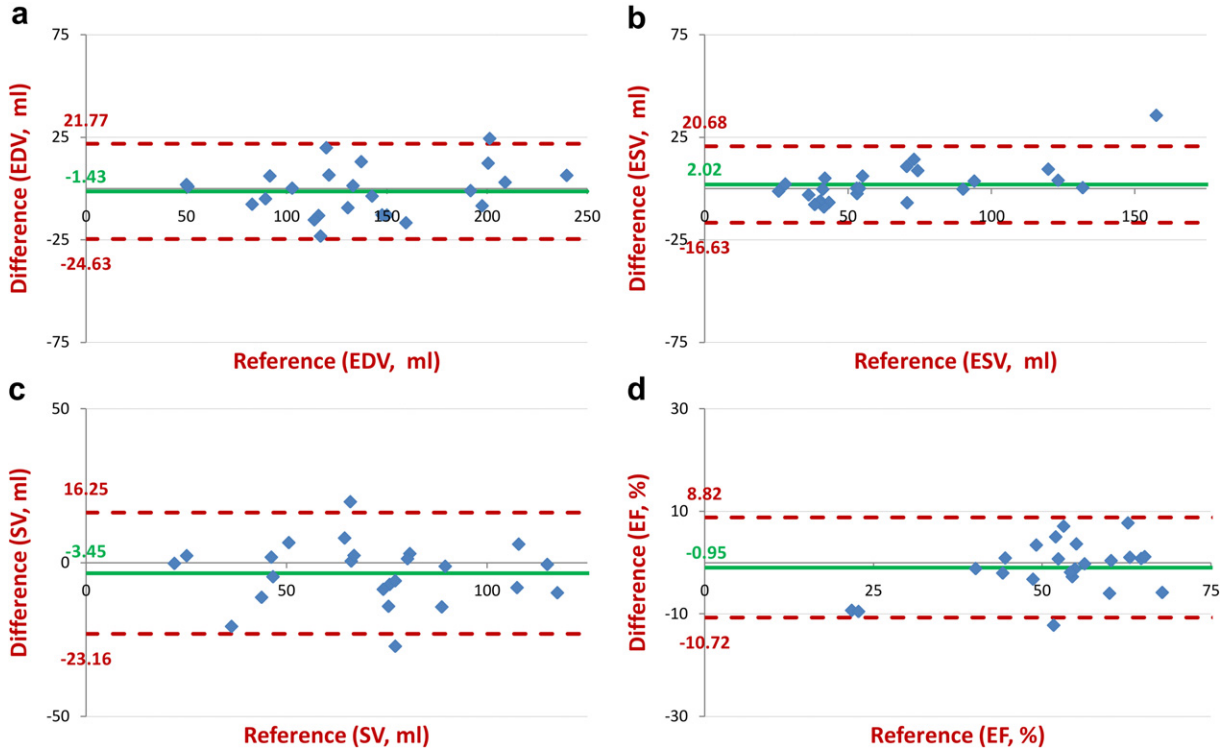 a
75
21.77
25
-1.43
0 50 100 150 200 250
-25
-24.63
-75
Difference (EDV, ml)
Reference (EDV, ml)
b
75
20.68
25
2.02
0 50 100 150
-25
-16.63
-75
Difference (ESV, ml)
Reference (ESV, ml)
c
50
16.25
-3.45
0
0 50 100
-23.16
-50
Difference (SV, ml)
Reference (SV, ml)
d
30
8.82
10
-0.95
0 25 50 75
-10
-10.72
-30
Difference (EF, %)
Reference (EF, %)